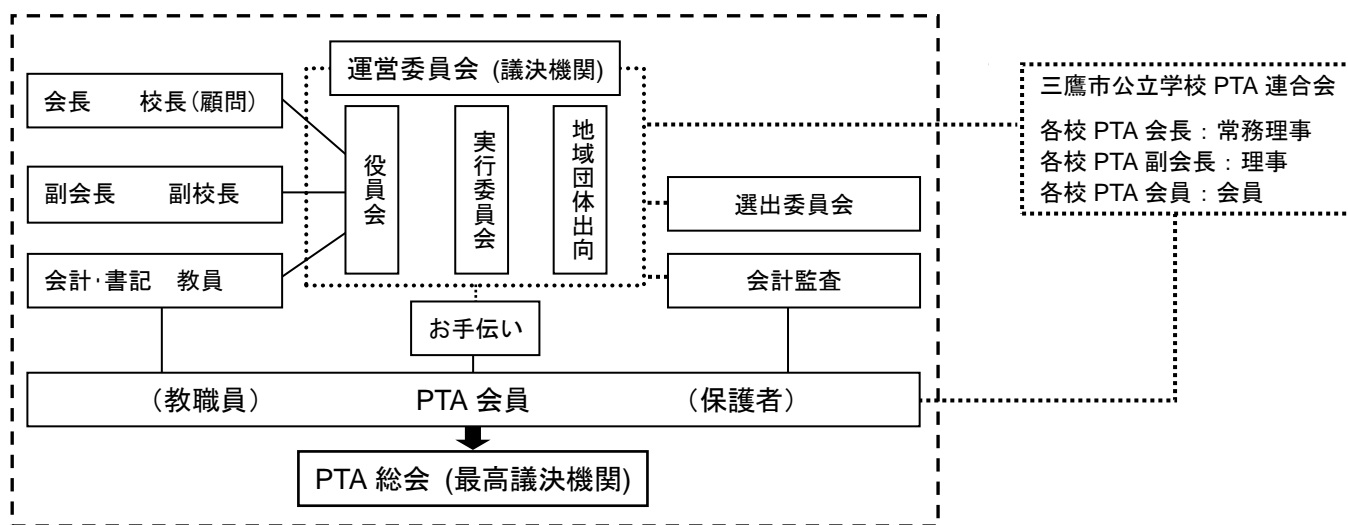 運営委員会 (議決機関)
会長　　校長(顧問)
副会長　　副校長
会計・書記　教員
役員会
実行委員会
地域団体出向
選出委員会
会計監査
お手伝い
（教職員）　PTA 会員　（保護者）
PTA 総会 (最高議決機関)
三鷹市公立学校 PTA 連合会
各校 PTA 会長：常務理事
各校 PTA 副会長：理事
各校 PTA 会員：会員